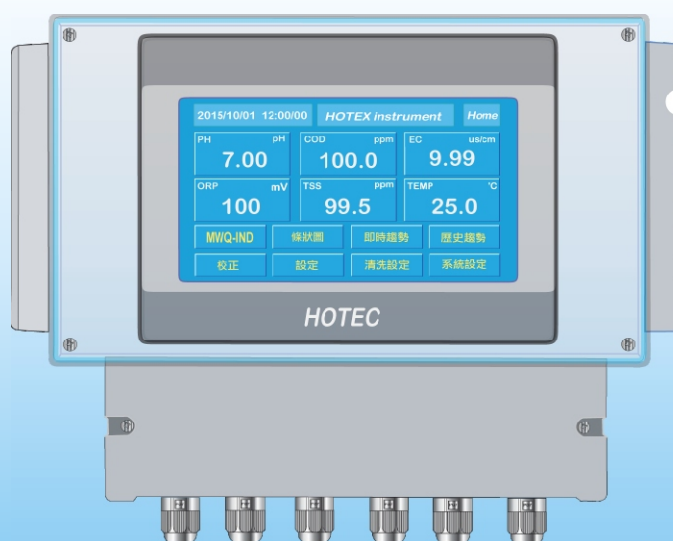 2015/10/01 12:00/00 HOTEX instrument Home
PH pH COD ppm EC us/cm
7.00 100.0 9.99
ORP mV TSS ppm TEMP °C
100 99.5 25.0
MWQ-IND 條狀圖 即時趨勢 歷史趨勢
校正 設定 清洗設定 系統設定
HOTEC